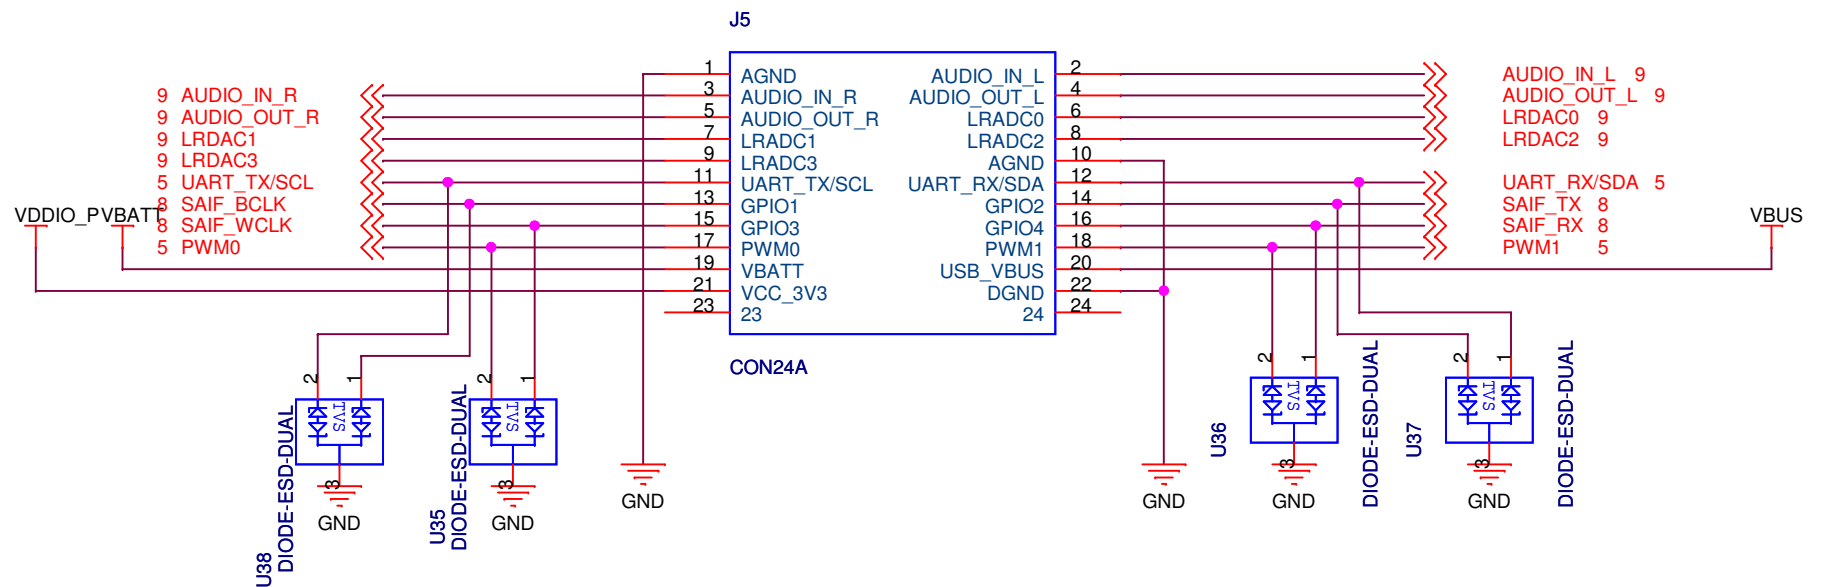 J5
1 AGND AUDIO_IN_L 2 AUDIO_IN_L 9
9 AUDIO_IN_R 3 AUDIO_IN_R AUDIO_OUT_L 4 AUDIO_OUT_L 9
9 AUDIO_OUT_R 5 AUDIO_OUT_R LRADC0 6 LRDAC0 9
9 LRDAC1 7 LRADC1 LRADC2 8 LRDAC2 9
9 LRDAC3 9 LRADC3 AGND 10
5 UART_TX/SCL 11 UART_TX/SCL UART_RX/SDA 12 UART_RX/SDA 5
8 SAIF_BCLK 13 GPIO1 GPIO2 14 SAIF_TX 8
VDDIO_P VBATT VBUS
8 SAIF_WCLK 15 GPIO3 GPIO4 16 SAIF_RX 8
5 PWM0 17 PWM0 PWM1 18 PWM1 5
19 VBATT USB_VBUS 20
21 VCC_3V3 DGND 22
23 23 24 24
CON24A
2 1 TVS 3 GND
U38
DIODE-ESD-DUAL
2 1 TVS 3 GND
U35
DIODE-ESD-DUAL
GND
GND
2 1 TVS 3 GND
U36
DIODE-ESD-DUAL
2 1 TVS 3 GND
U37
DIODE-ESD-DUAL